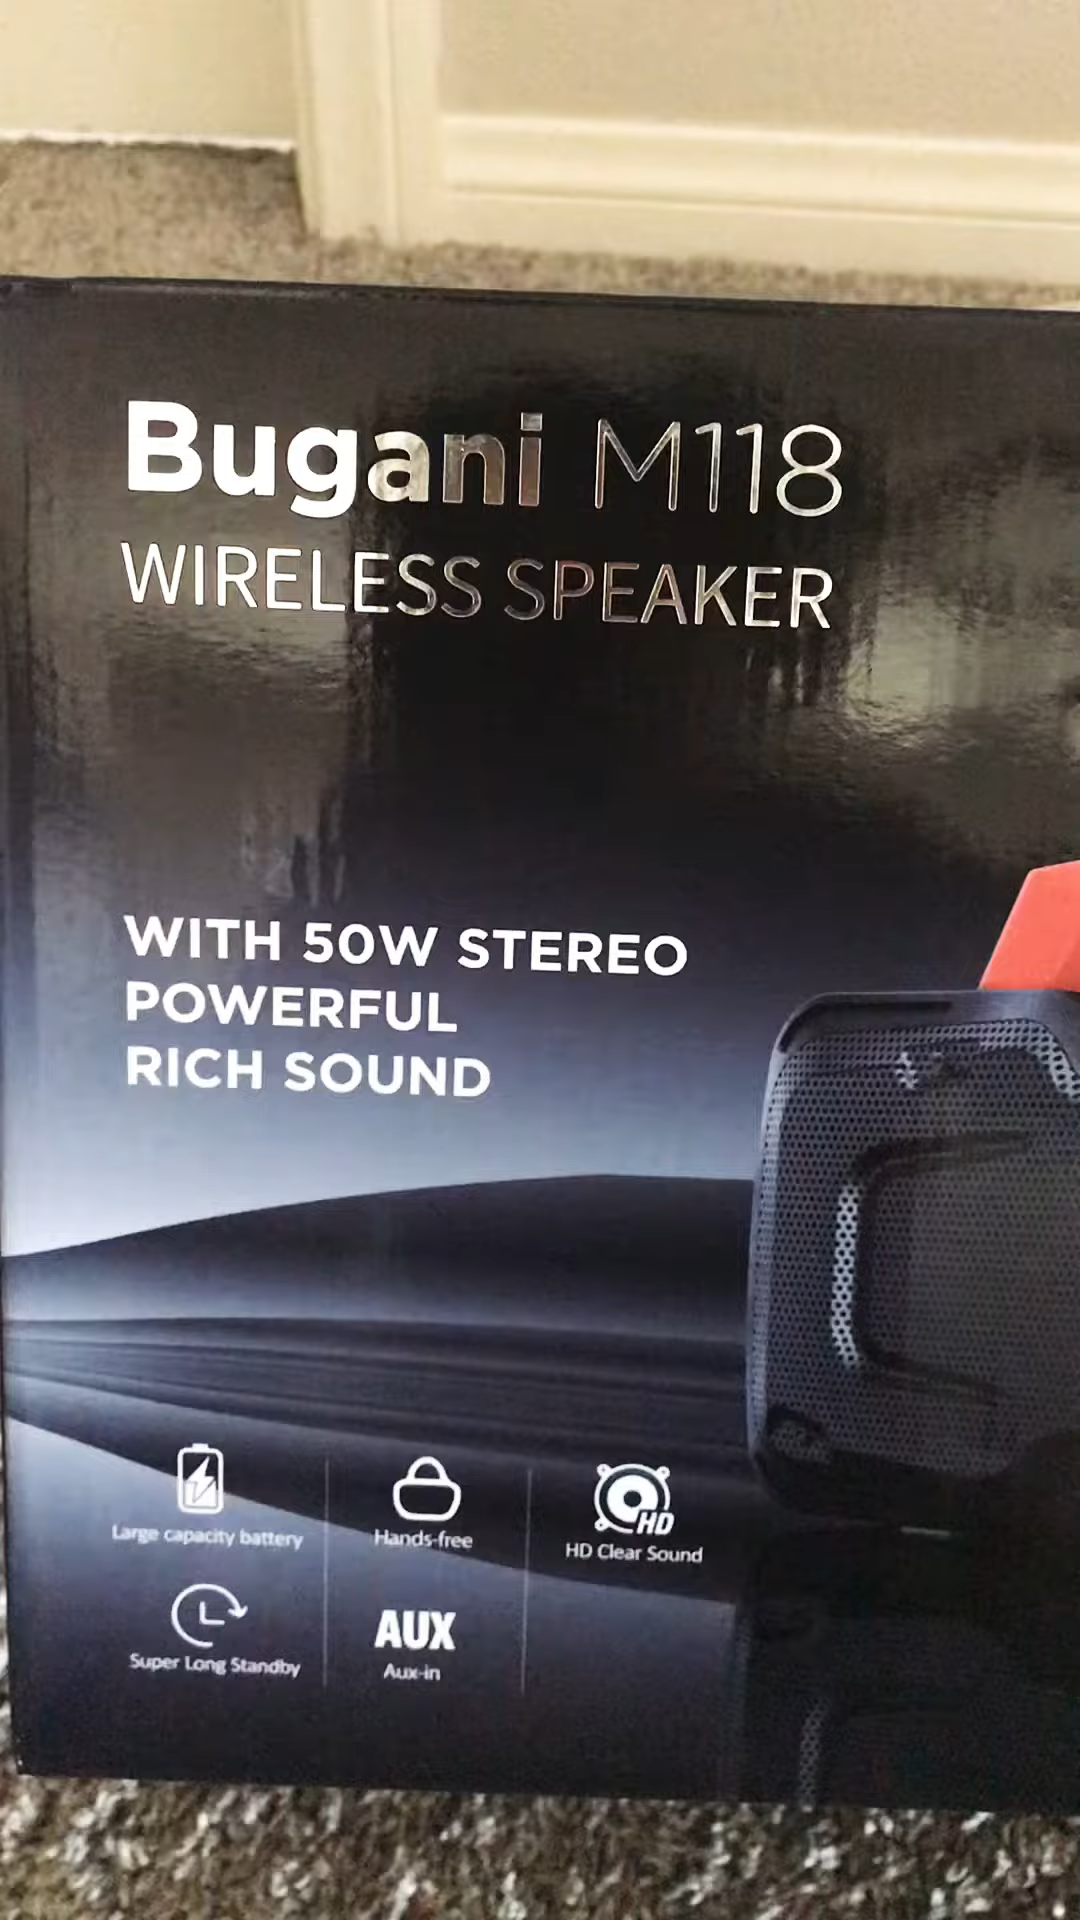 Bugani M118
WIRELESS SPEAKER
WITH 50W STEREO
POWERFUL
RICH SOUND
Large capacity battery
Hands-free
HD
HD Clear Sound
Super Long Standby
AUX
Aux-in